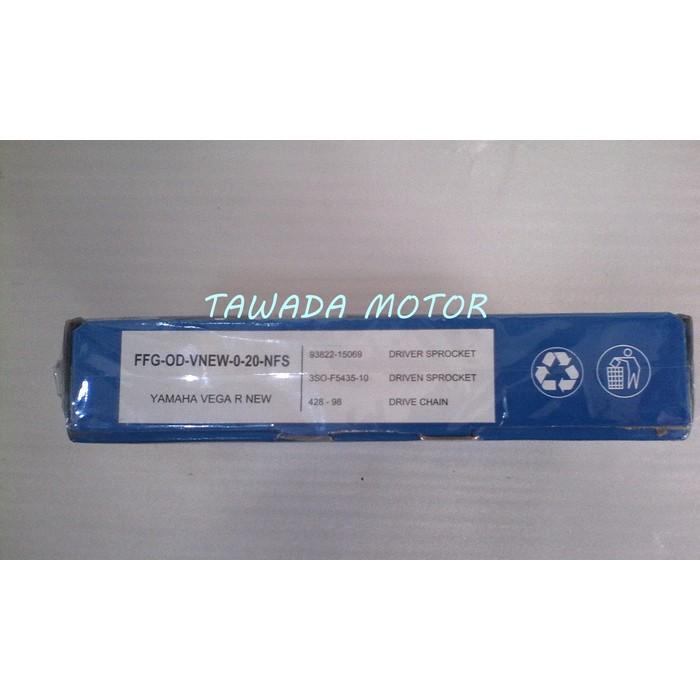 TAWADA MOTOR
FFG-OD-VNEW-0-20-NFS
YAMAHA VEGA R NEW
93822-15069 DRIVER SPROCKET
3SO-F5435-10 DRIVEN SPROCKET
428 - 98 DRIVE CHAIN